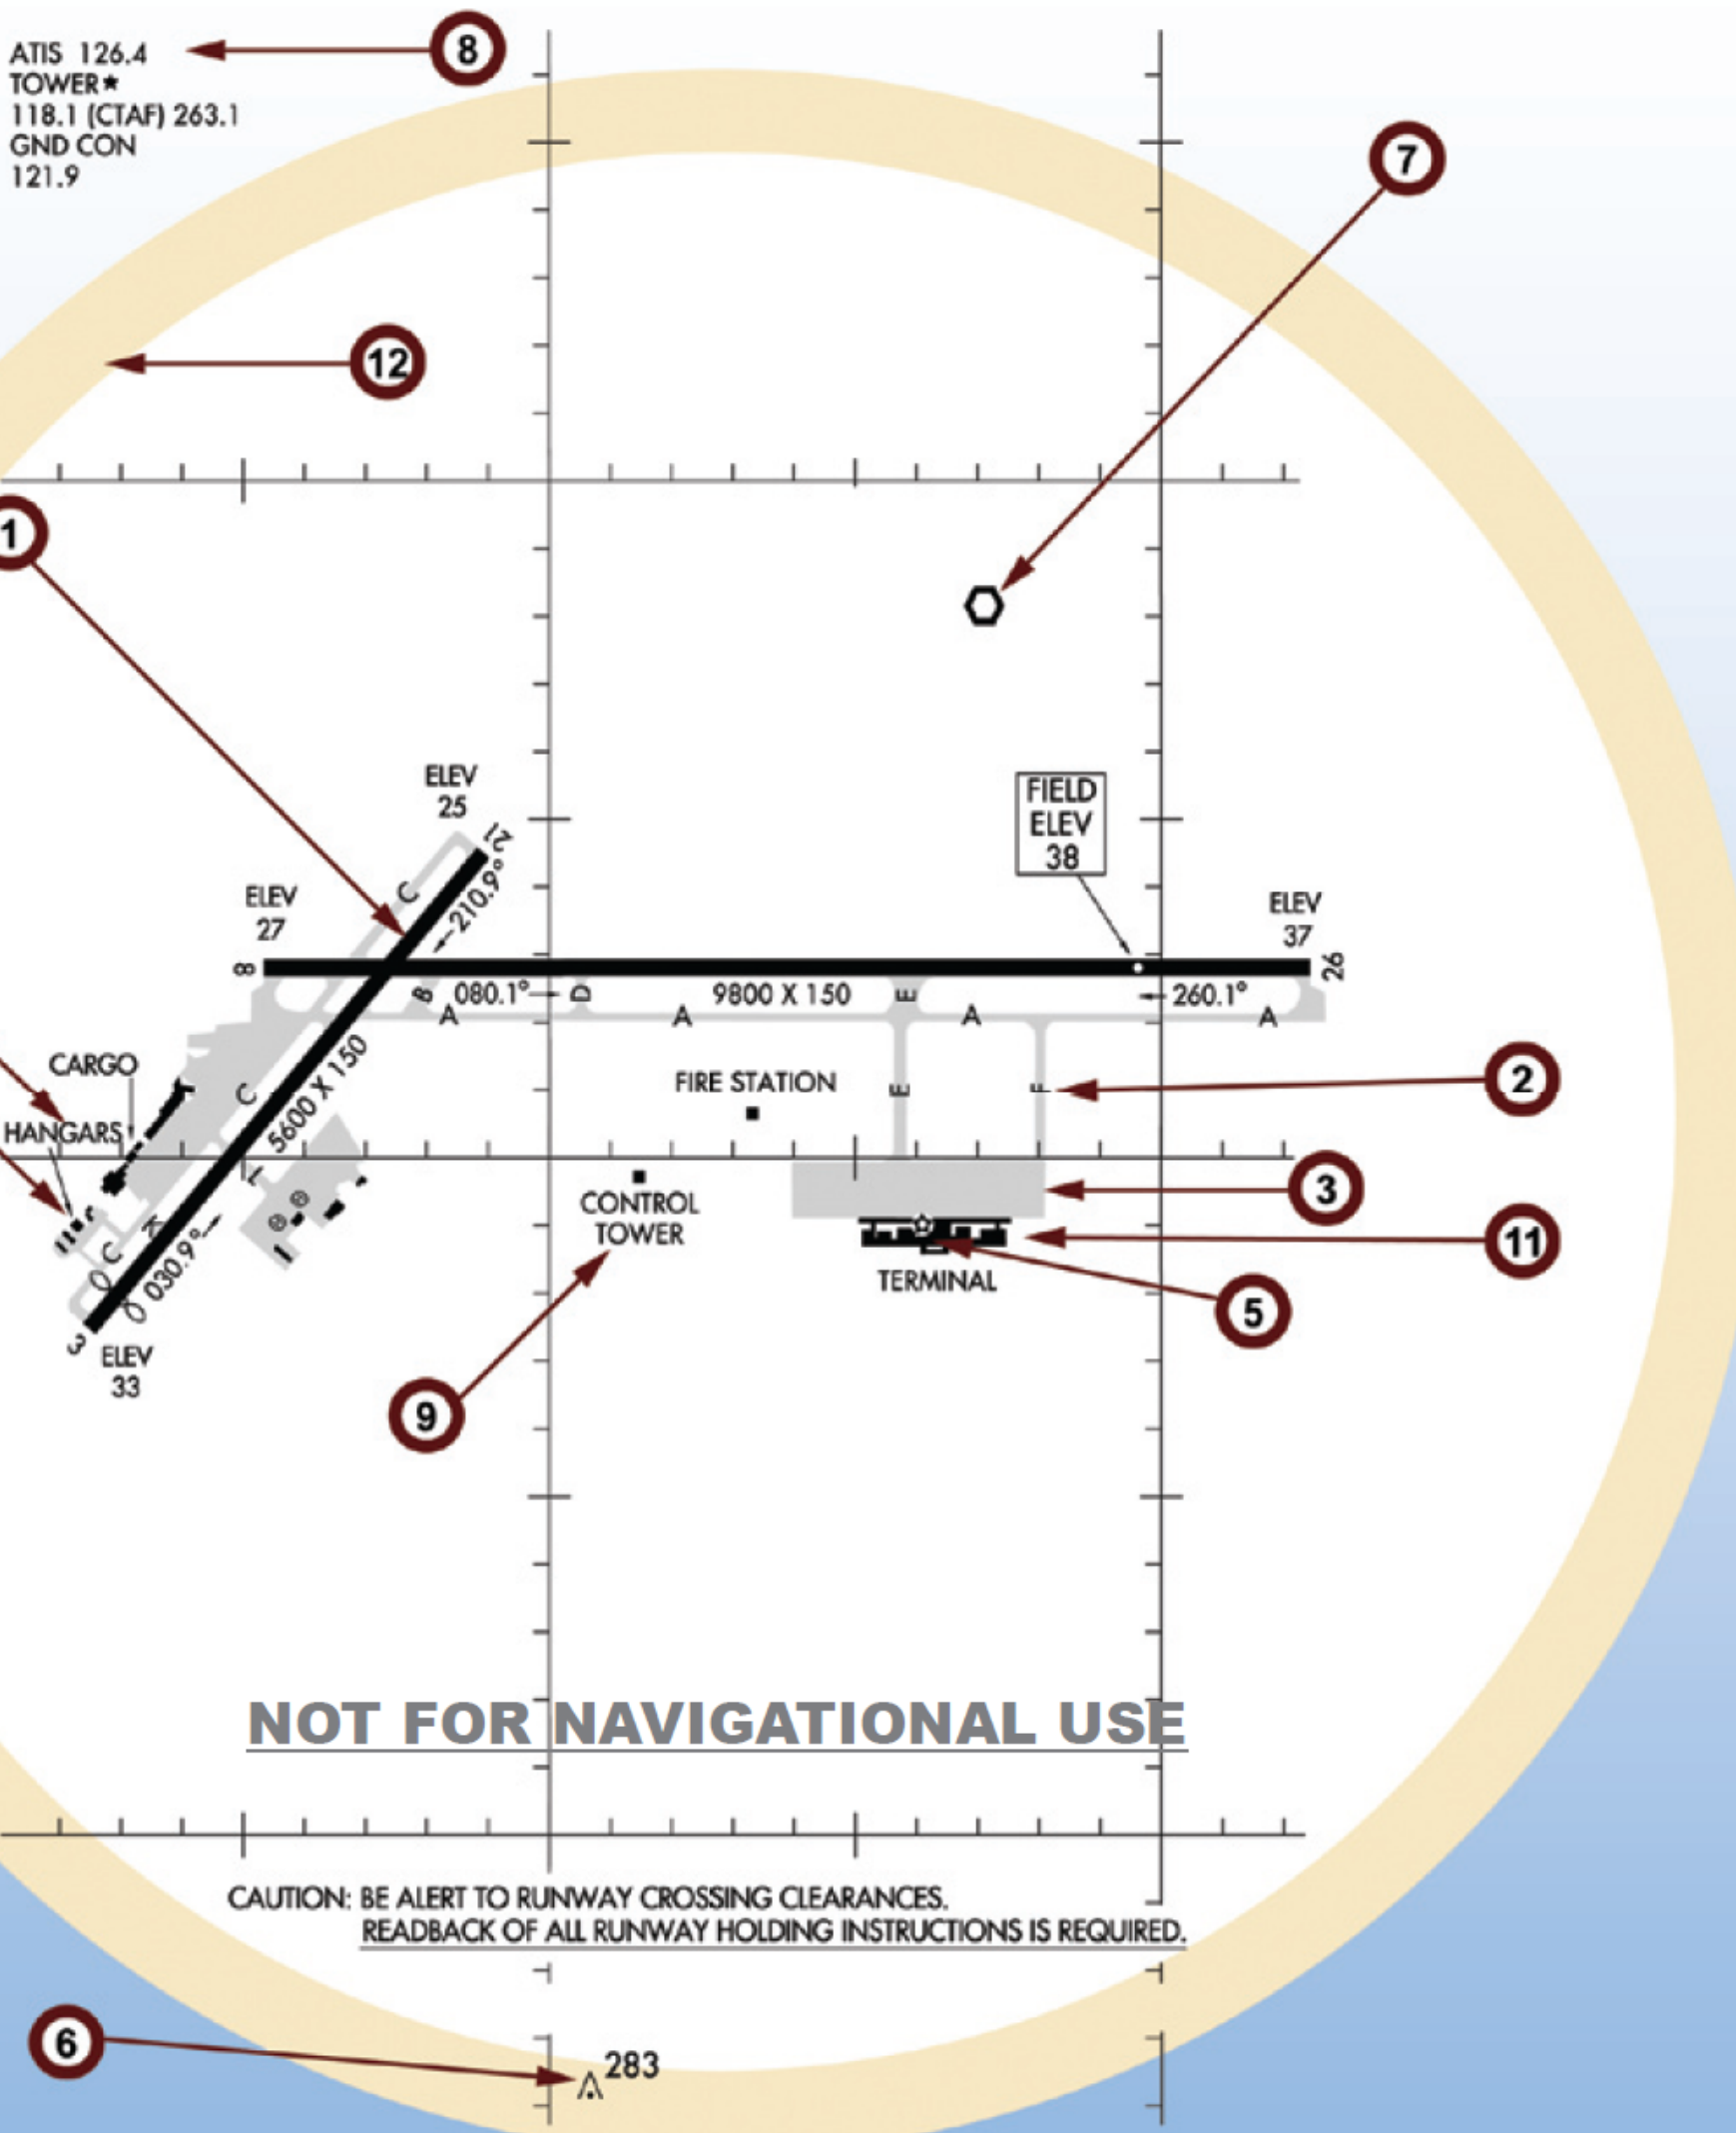 ATIS 126.4
TOWER★
118.1 (CTAF) 263.1
GND CON
121.9
8
7
12
1
ELEV
25
21
210.9°
C
FIELD
ELEV
38
ELEV
27
8
ELEV
37
26
B
080.1°
D
9800 X 150
E
260.1°
A
A
A
A
5600 X 150
C
CARGO
HANGARS
FIRE STATION
E
F
2
L
K
C
030.9°
3
ELEV
33
CONTROL
TOWER
3
11
TERMINAL
5
9
NOT FOR NAVIGATIONAL USE
CAUTION: BE ALERT TO RUNWAY CROSSING CLEARANCES.
READBACK OF ALL RUNWAY HOLDING INSTRUCTIONS IS REQUIRED.
6
283